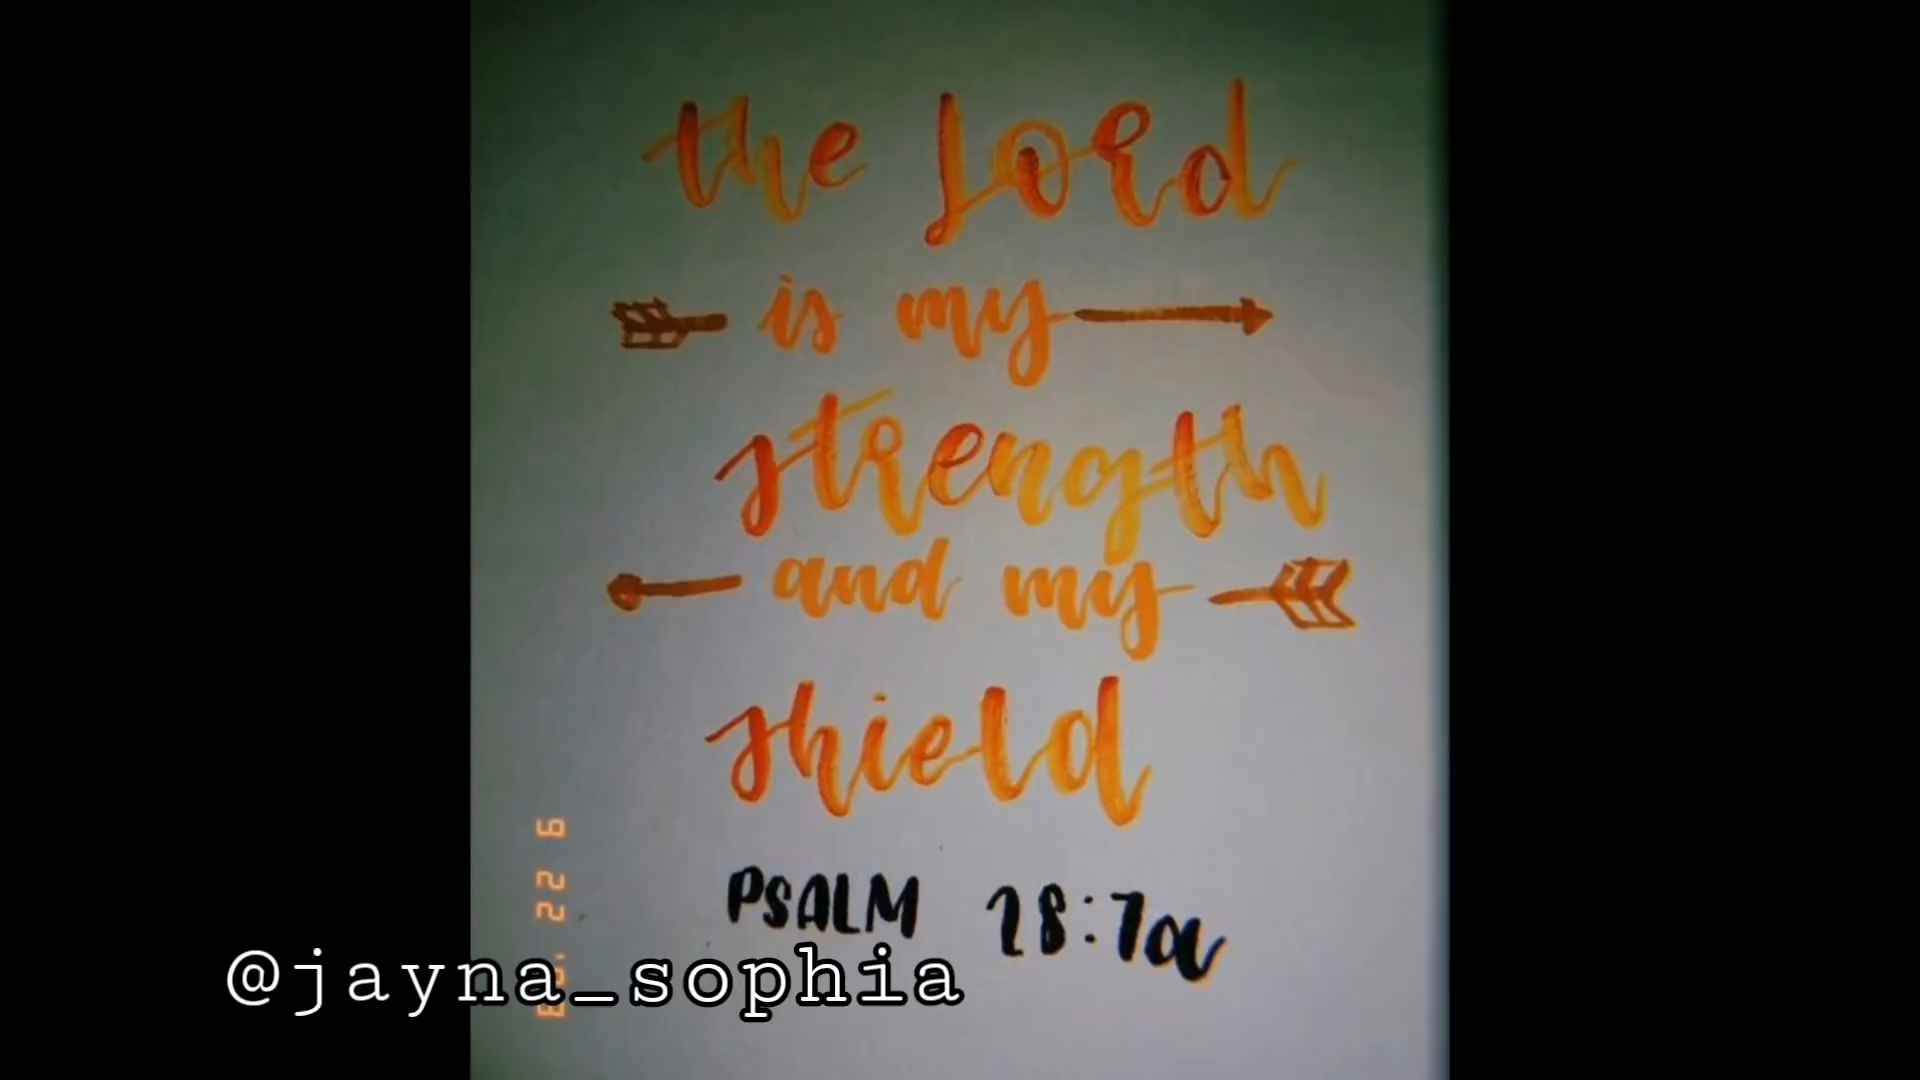 the Lord
is my
strength
and my
shield
PSALM 28:7a
@jayna_sophia